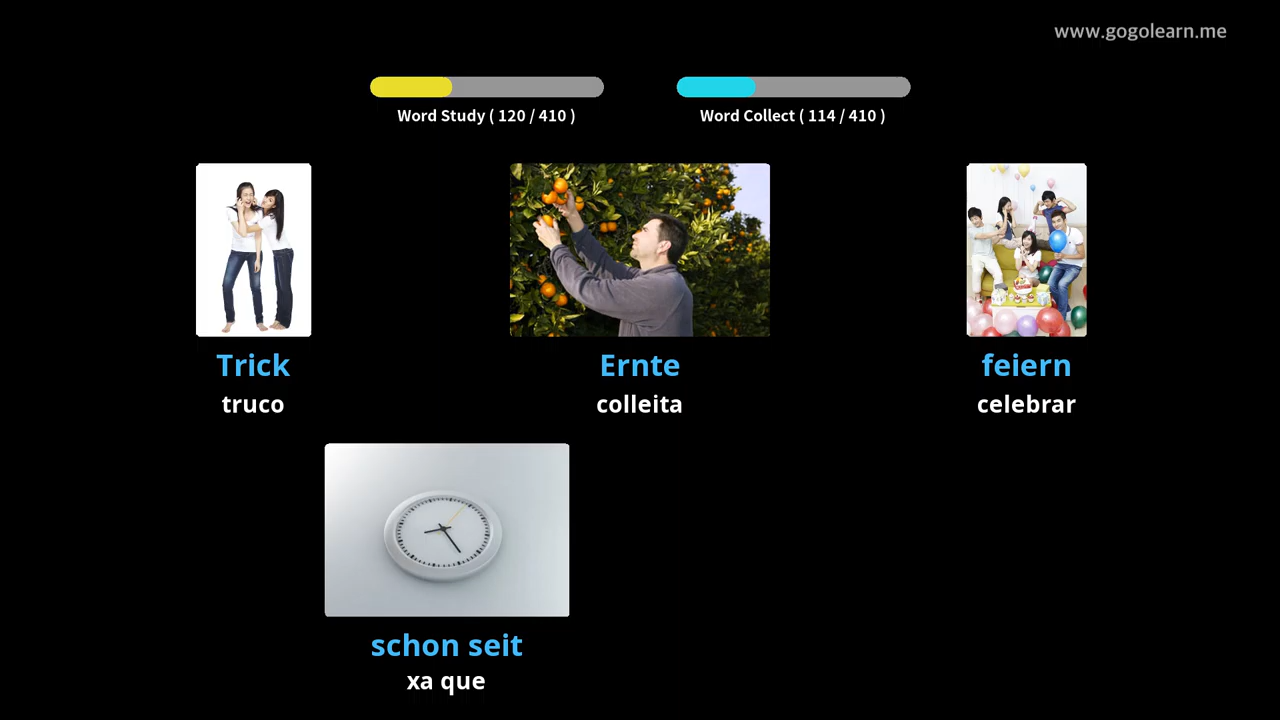 www.gogolearn.me
Word Study ( 120 / 410 )
Word Collect ( 114 / 410 )
Trick
truco
Ernte
colleita
feiern
celebrar
schon seit
xa que